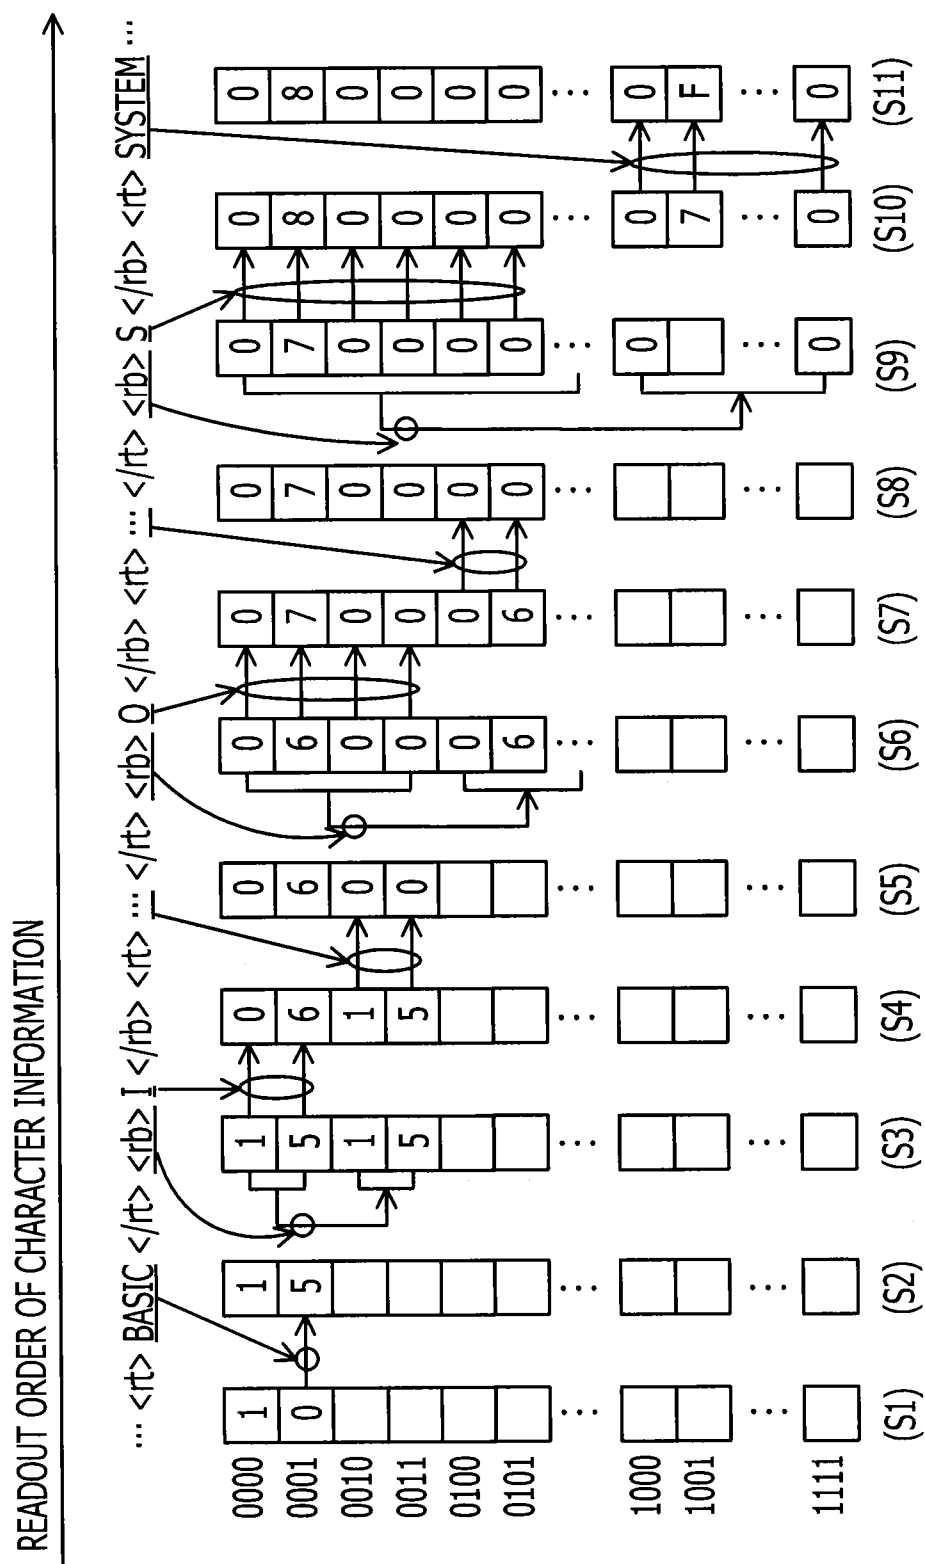 READOUT ORDER OF CHARACTER INFORMATION
... <rt> BASIC </rt> <rb> I </rb> <rt> ... </rt> <rb> O </rb> <rt> ... </rt> <rb> S </rb> <rt> SYSTEM ...
0000 1 1 1 0 0 0 0 0 0 0 0
0001 0 5 5 6 6 6 7 7 7 8 8
0010 1 1 0 0 0 0 0 0 0
0011 5 5 0 0 0 0 0 0 0
0100 0 0 0 0 0 0
0101 6 6 0 0 0 0
... ... ... ... ... ... ... ... ... ... ...
1000 0 0 0
1001 7 F
... ... ... ... ... ... ... ... ... ... ...
1111 0 0 0
(S1) (S2) (S3) (S4) (S5) (S6) (S7) (S8) (S9) (S10) (S11)